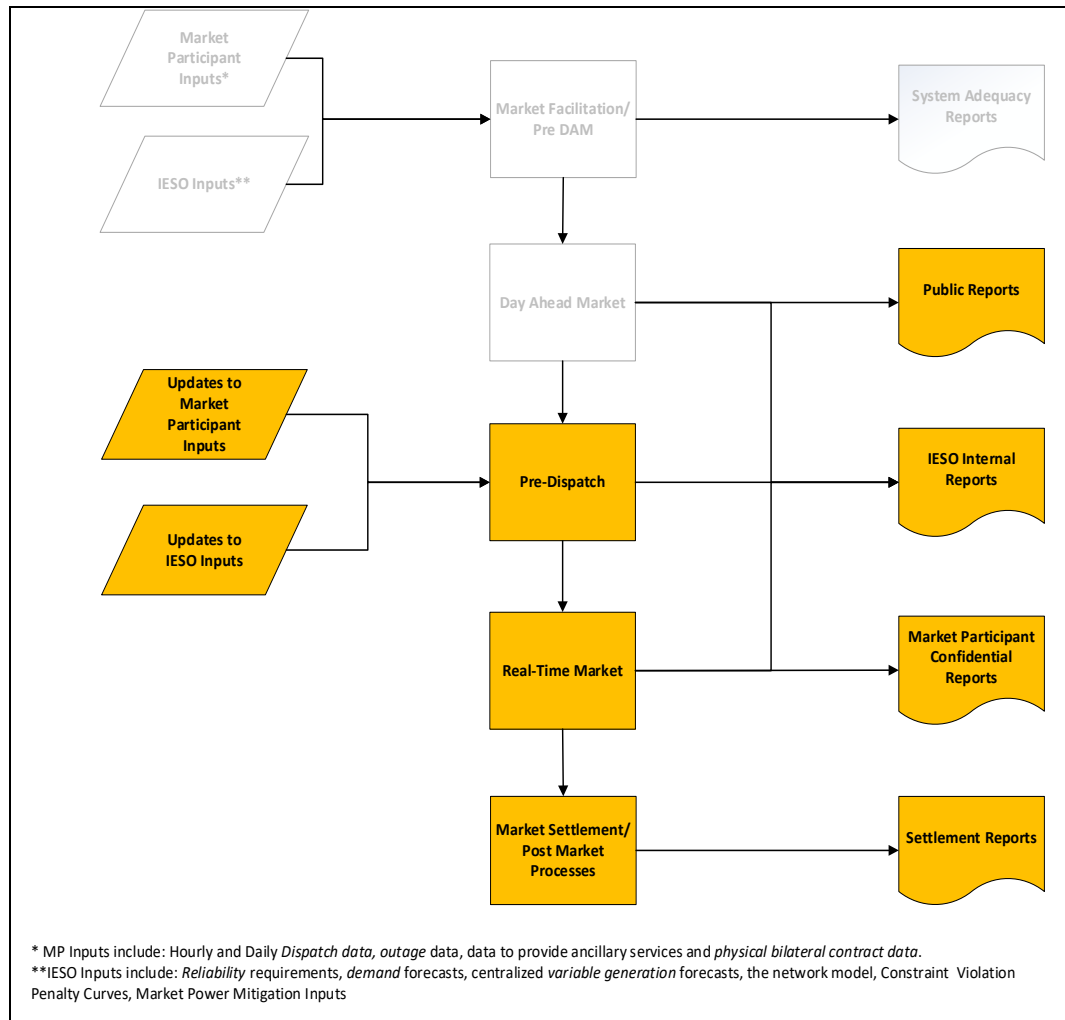 Market
Participant
Inputs*
Market Facilitation/
Pre DAM
System Adequacy
Reports
IESO Inputs**
Day Ahead Market
Public Reports
Updates to
Market
Participant
Inputs
Pre-Dispatch
IESO Internal
Reports
Updates to
IESO Inputs
Real-Time Market
Market Participant
Confidential
Reports
Market Settlement/
Post Market
Processes
Settlement Reports
* MP Inputs include: Hourly and Daily Dispatch data, outage data, data to provide ancillary services and physical bilateral contract data.
**IESO Inputs include: Reliability requirements, demand forecasts, centralized variable generation forecasts, the network model, Constraint Violation
Penalty Curves, Market Power Mitigation Inputs